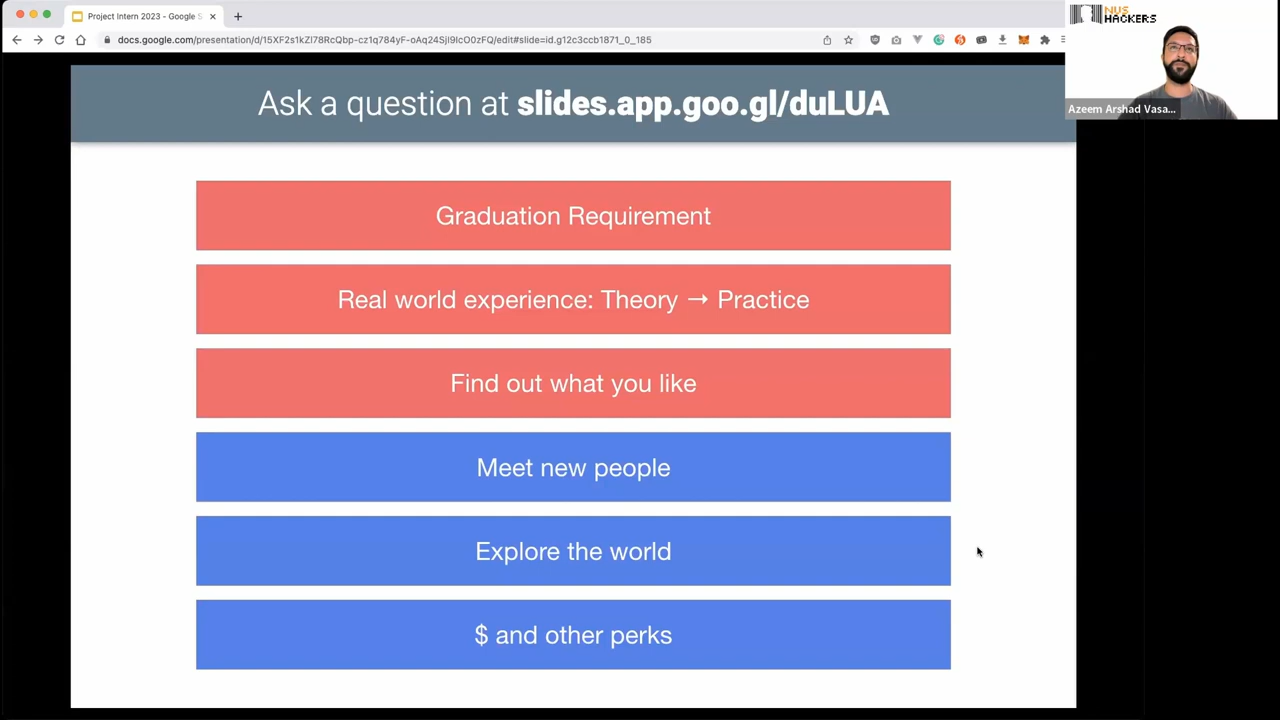 Project Intern 2023 - Google S
docs.google.com/presentation/d/15XF2s1kZl78RcQbp-cz1q784yF-oAq24SjI9IcO0zFQ/edit#slide=id.g12c3ccb1871_0_185
NUS
HACKERS
Azeem Arshad Vasa...
Ask a question at slides.app.goo.gl/duLUA
Graduation Requirement
Real world experience: Theory → Practice
Find out what you like
Meet new people
Explore the world
$ and other perks